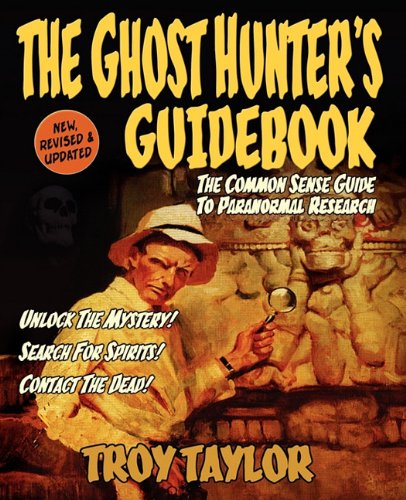 THE GHOST HUNTER'S
GUIDEBOOK
NEW,
REVISED &
UPDATED
THE COMMON SENSE GUIDE
TO PARANORMAL RESEARCH
UNLOCK THE MYSTERY!
SEARCH FOR SPIRITS!
CONTACT THE DEAD!
TROY TAYLOR